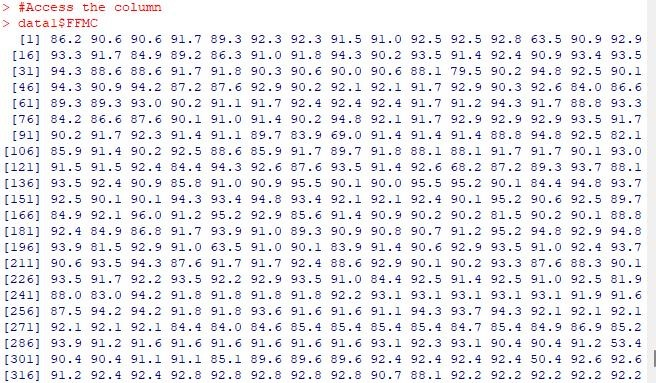 > #Access the column
> data1$FFMC
[1] 86.2 90.6 90.6 91.7 89.3 92.3 92.3 91.5 91.0 92.5 92.5 92.8 63.5 90.9 92.9
[16] 93.3 91.7 84.9 89.2 86.3 91.0 91.8 94.3 90.2 93.5 91.4 92.4 90.9 93.4 93.5
[31] 94.3 88.6 88.6 91.7 91.8 90.3 90.6 90.0 90.6 88.1 79.5 90.2 94.8 92.5 90.1
[46] 94.3 90.9 94.2 87.2 87.6 92.9 90.2 92.1 92.1 91.7 92.9 90.3 92.6 84.0 86.6
[61] 89.3 89.3 93.0 90.2 91.1 91.7 92.4 92.4 92.4 91.7 91.2 94.3 91.7 88.8 93.3
[76] 84.2 86.6 87.6 90.1 91.0 91.4 90.2 94.8 92.1 91.7 92.9 92.9 92.9 93.5 91.7
[91] 90.2 91.7 92.3 91.4 91.1 89.7 83.9 69.0 91.4 91.4 91.4 88.8 94.8 92.5 82.1
[106] 85.9 91.4 90.2 92.5 88.6 85.9 91.7 89.7 91.8 88.1 88.1 91.7 91.7 90.1 93.0
[121] 91.5 91.5 92.4 84.4 94.3 92.6 87.6 93.5 91.4 92.6 68.2 87.2 89.3 93.7 88.1
[136] 93.5 92.4 90.9 85.8 91.0 90.9 95.5 90.1 90.0 95.5 95.2 90.1 84.4 94.8 93.7
[151] 92.5 90.1 90.1 94.3 93.4 94.8 93.4 92.1 92.1 92.4 90.1 95.2 90.6 92.5 89.7
[166] 84.9 92.1 96.0 91.2 95.2 92.9 85.6 91.4 90.9 90.2 90.2 81.5 90.2 90.1 88.8
[181] 92.4 84.9 86.8 91.7 93.9 91.0 89.3 90.9 90.8 90.7 91.2 95.2 94.8 92.9 94.8
[196] 93.9 81.5 92.9 91.0 63.5 91.0 90.1 83.9 91.4 90.6 92.9 93.5 91.0 92.4 93.7
[211] 90.6 93.5 94.3 87.6 91.7 91.7 92.4 88.6 92.9 90.1 90.2 93.3 87.6 88.3 90.1
[226] 93.5 91.7 92.2 93.5 92.2 92.9 93.5 91.0 84.4 92.5 91.4 92.5 91.0 92.5 81.9
[241] 88.0 83.0 94.2 91.8 91.8 91.8 91.8 92.2 93.1 93.1 93.1 93.1 93.1 91.9 91.6
[256] 87.5 94.2 94.2 91.8 91.8 93.6 91.6 91.6 91.1 94.3 93.7 94.3 92.1 92.1 92.1
[271] 92.1 92.1 92.1 84.4 84.0 84.6 85.4 85.4 85.4 85.4 84.7 85.4 84.9 86.9 85.2
[286] 93.9 91.2 91.6 91.6 91.6 91.6 91.6 91.6 93.1 92.3 93.1 90.4 90.4 91.2 53.4
[301] 90.4 90.4 91.1 91.1 85.1 89.6 89.6 89.6 92.4 92.4 92.4 92.4 50.4 92.6 92.6
[316] 91.2 92.4 92.4 92.8 92.8 92.8 92.8 92.8 90.7 88.1 92.2 92.2 92.2 92.2 92.2